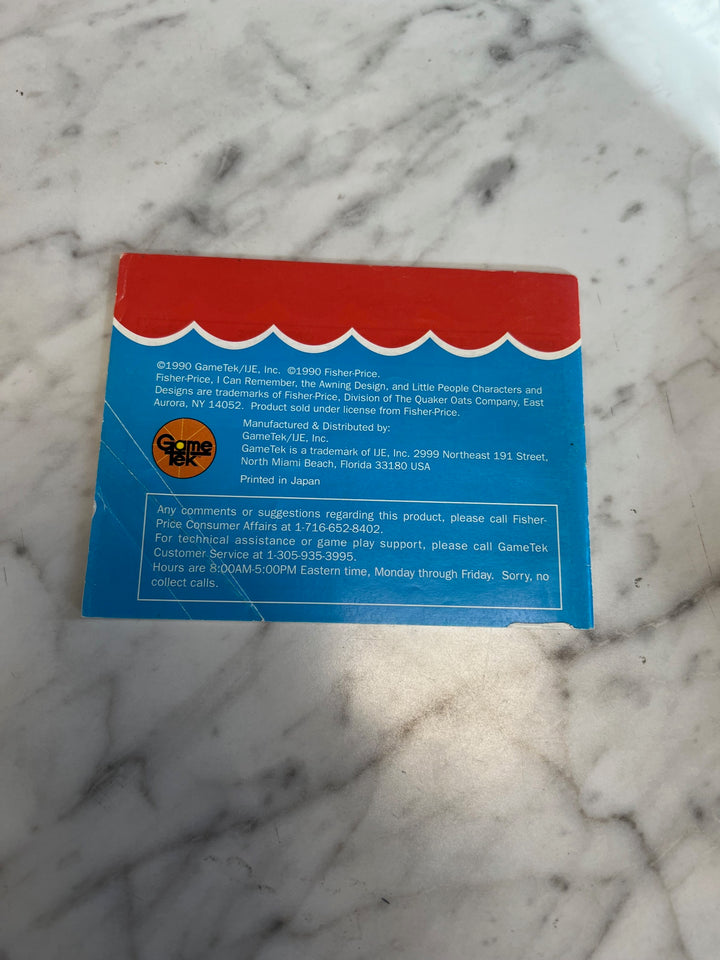 ©1990 GameTek/IJE, Inc. ©1990 Fisher-Price.
Fisher-Price, I Can Remember, the Awning Design, and Little People Characters and
Designs are trademarks of Fisher-Price, Division of The Quaker Oats Company, East
Aurora, NY 14052. Product sold under license from Fisher-Price.
Game
Tek
Manufactured & Distributed by:
GameTek/IJE, Inc.
GameTek is a trademark of IJE, Inc. 2999 Northeast 191 Street,
North Miami Beach, Florida 33180 USA
Printed in Japan
Any comments or suggestions regarding this product, please call Fisher-
Price Consumer Affairs at 1-716-652-8402.
For technical assistance or game play support, please call GameTek
Customer Service at 1-305-935-3995.
Hours are 8:00AM-5:00PM Eastern time, Monday through Friday. Sorry, no
collect calls.